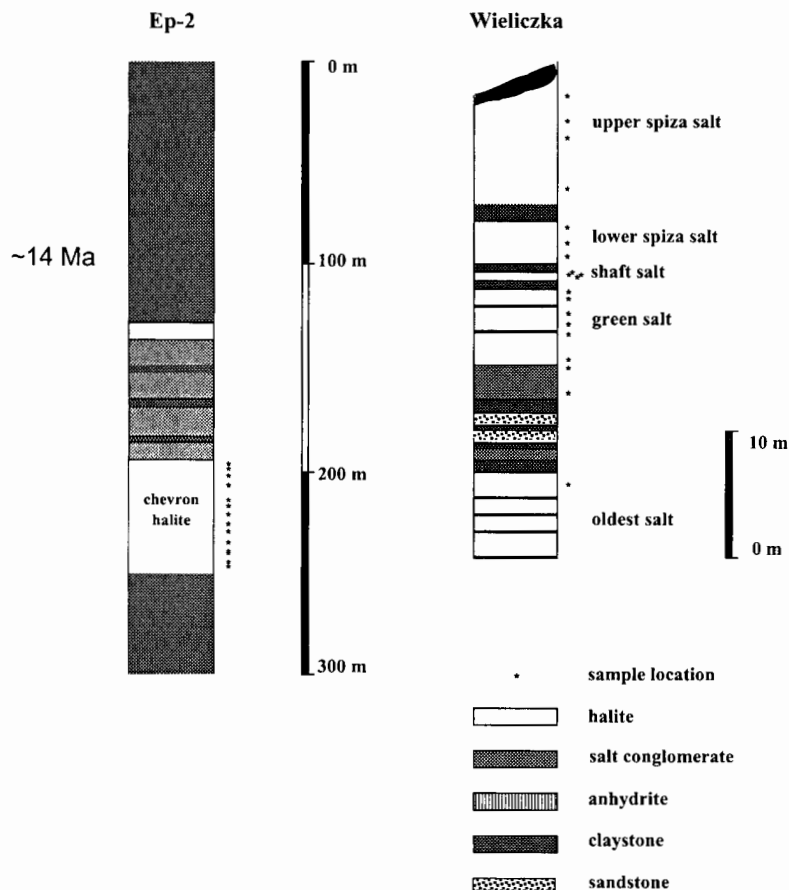 Ep-2
Wieliczka
0 m
upper spiza salt
~14 Ma
100 m
lower spiza salt
shaft salt
green salt
200 m
chevron
halite
10 m
oldest salt
0 m
300 m
sample location
halite
salt conglomerate
anhydrite
claystone
sandstone